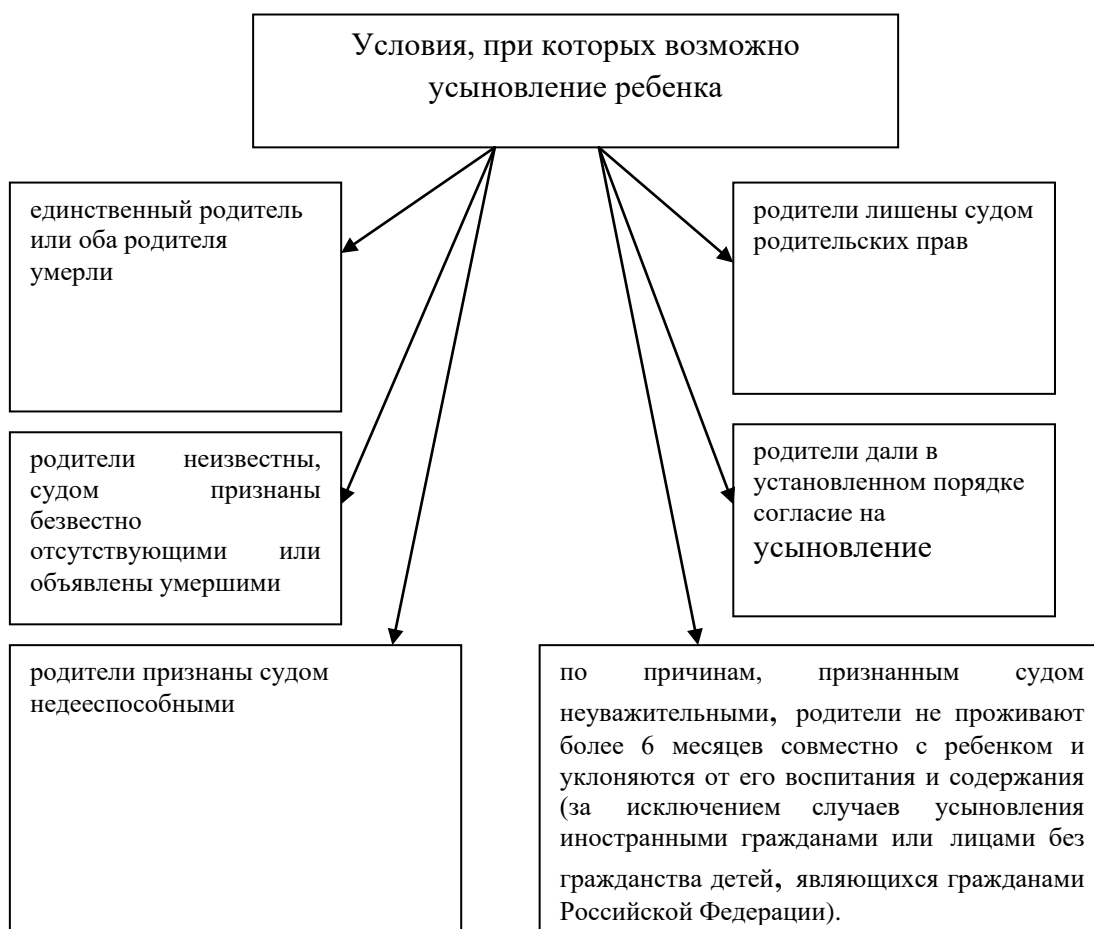 Условия, при которых возможно
усыновление ребенка
единственный родитель
или оба родителя
умерли
родители лишены судом
родительских прав
родители неизвестны,
судом признаны
безвестно
отсутствующими или
объявлены умершими
родители дали в
установленном порядке
согласие на
усыновление
родители признаны судом
недееспособными
по причинам, признанным судом
неуважительными, родители не проживают
более 6 месяцев совместно с ребенком и
уклоняются от его воспитания и содержания
(за исключением случаев усыновления
иностранными гражданами или лицами без
гражданства детей, являющихся гражданами
Российской Федерации).